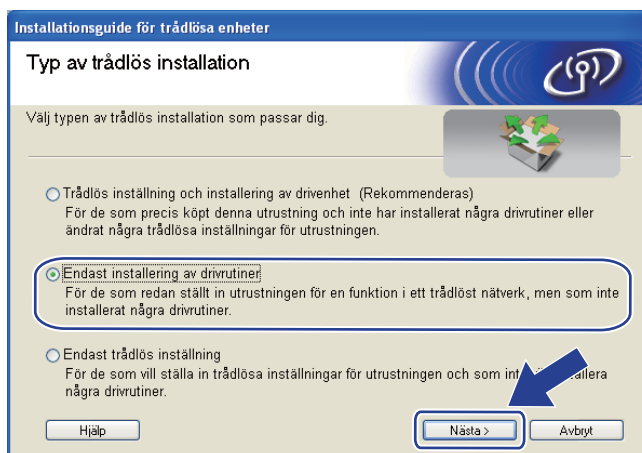 Installationsguide för trådlösa enheter
Typ av trådlös installation
Välj typen av trådlös installation som passar dig.
Trådlös inställning och installering av drivenhet (Rekommenderas)
För de som precis köpt denna utrustning och inte har installerat några drivrutiner eller
ändrat några trådlösa inställningar för utrustningen.
Endast installering av drivrutiner
För de som redan ställt in utrustningen för en funktion i ett trådlöst nätverk, men som inte
installerat några drivrutiner.
Endast trådlös inställning
För de som vill ställa in trådlösa inställningar för utrustningen och som
några drivrutiner.
Hjälp
Nästa >
Avbryt